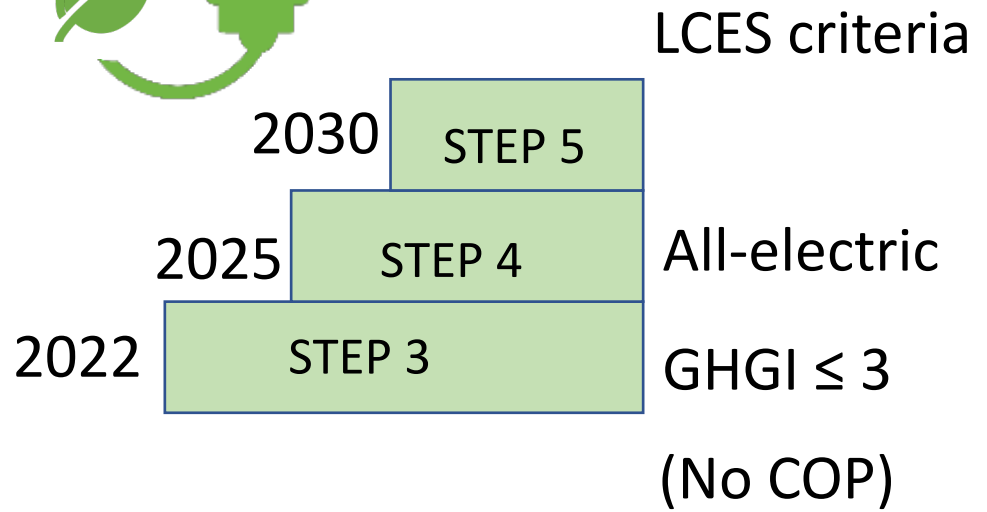 LCES criteria
2030 STEP 5
2025 STEP 4 All-electric
2022 STEP 3 GHGI ≤ 3
(No COP)